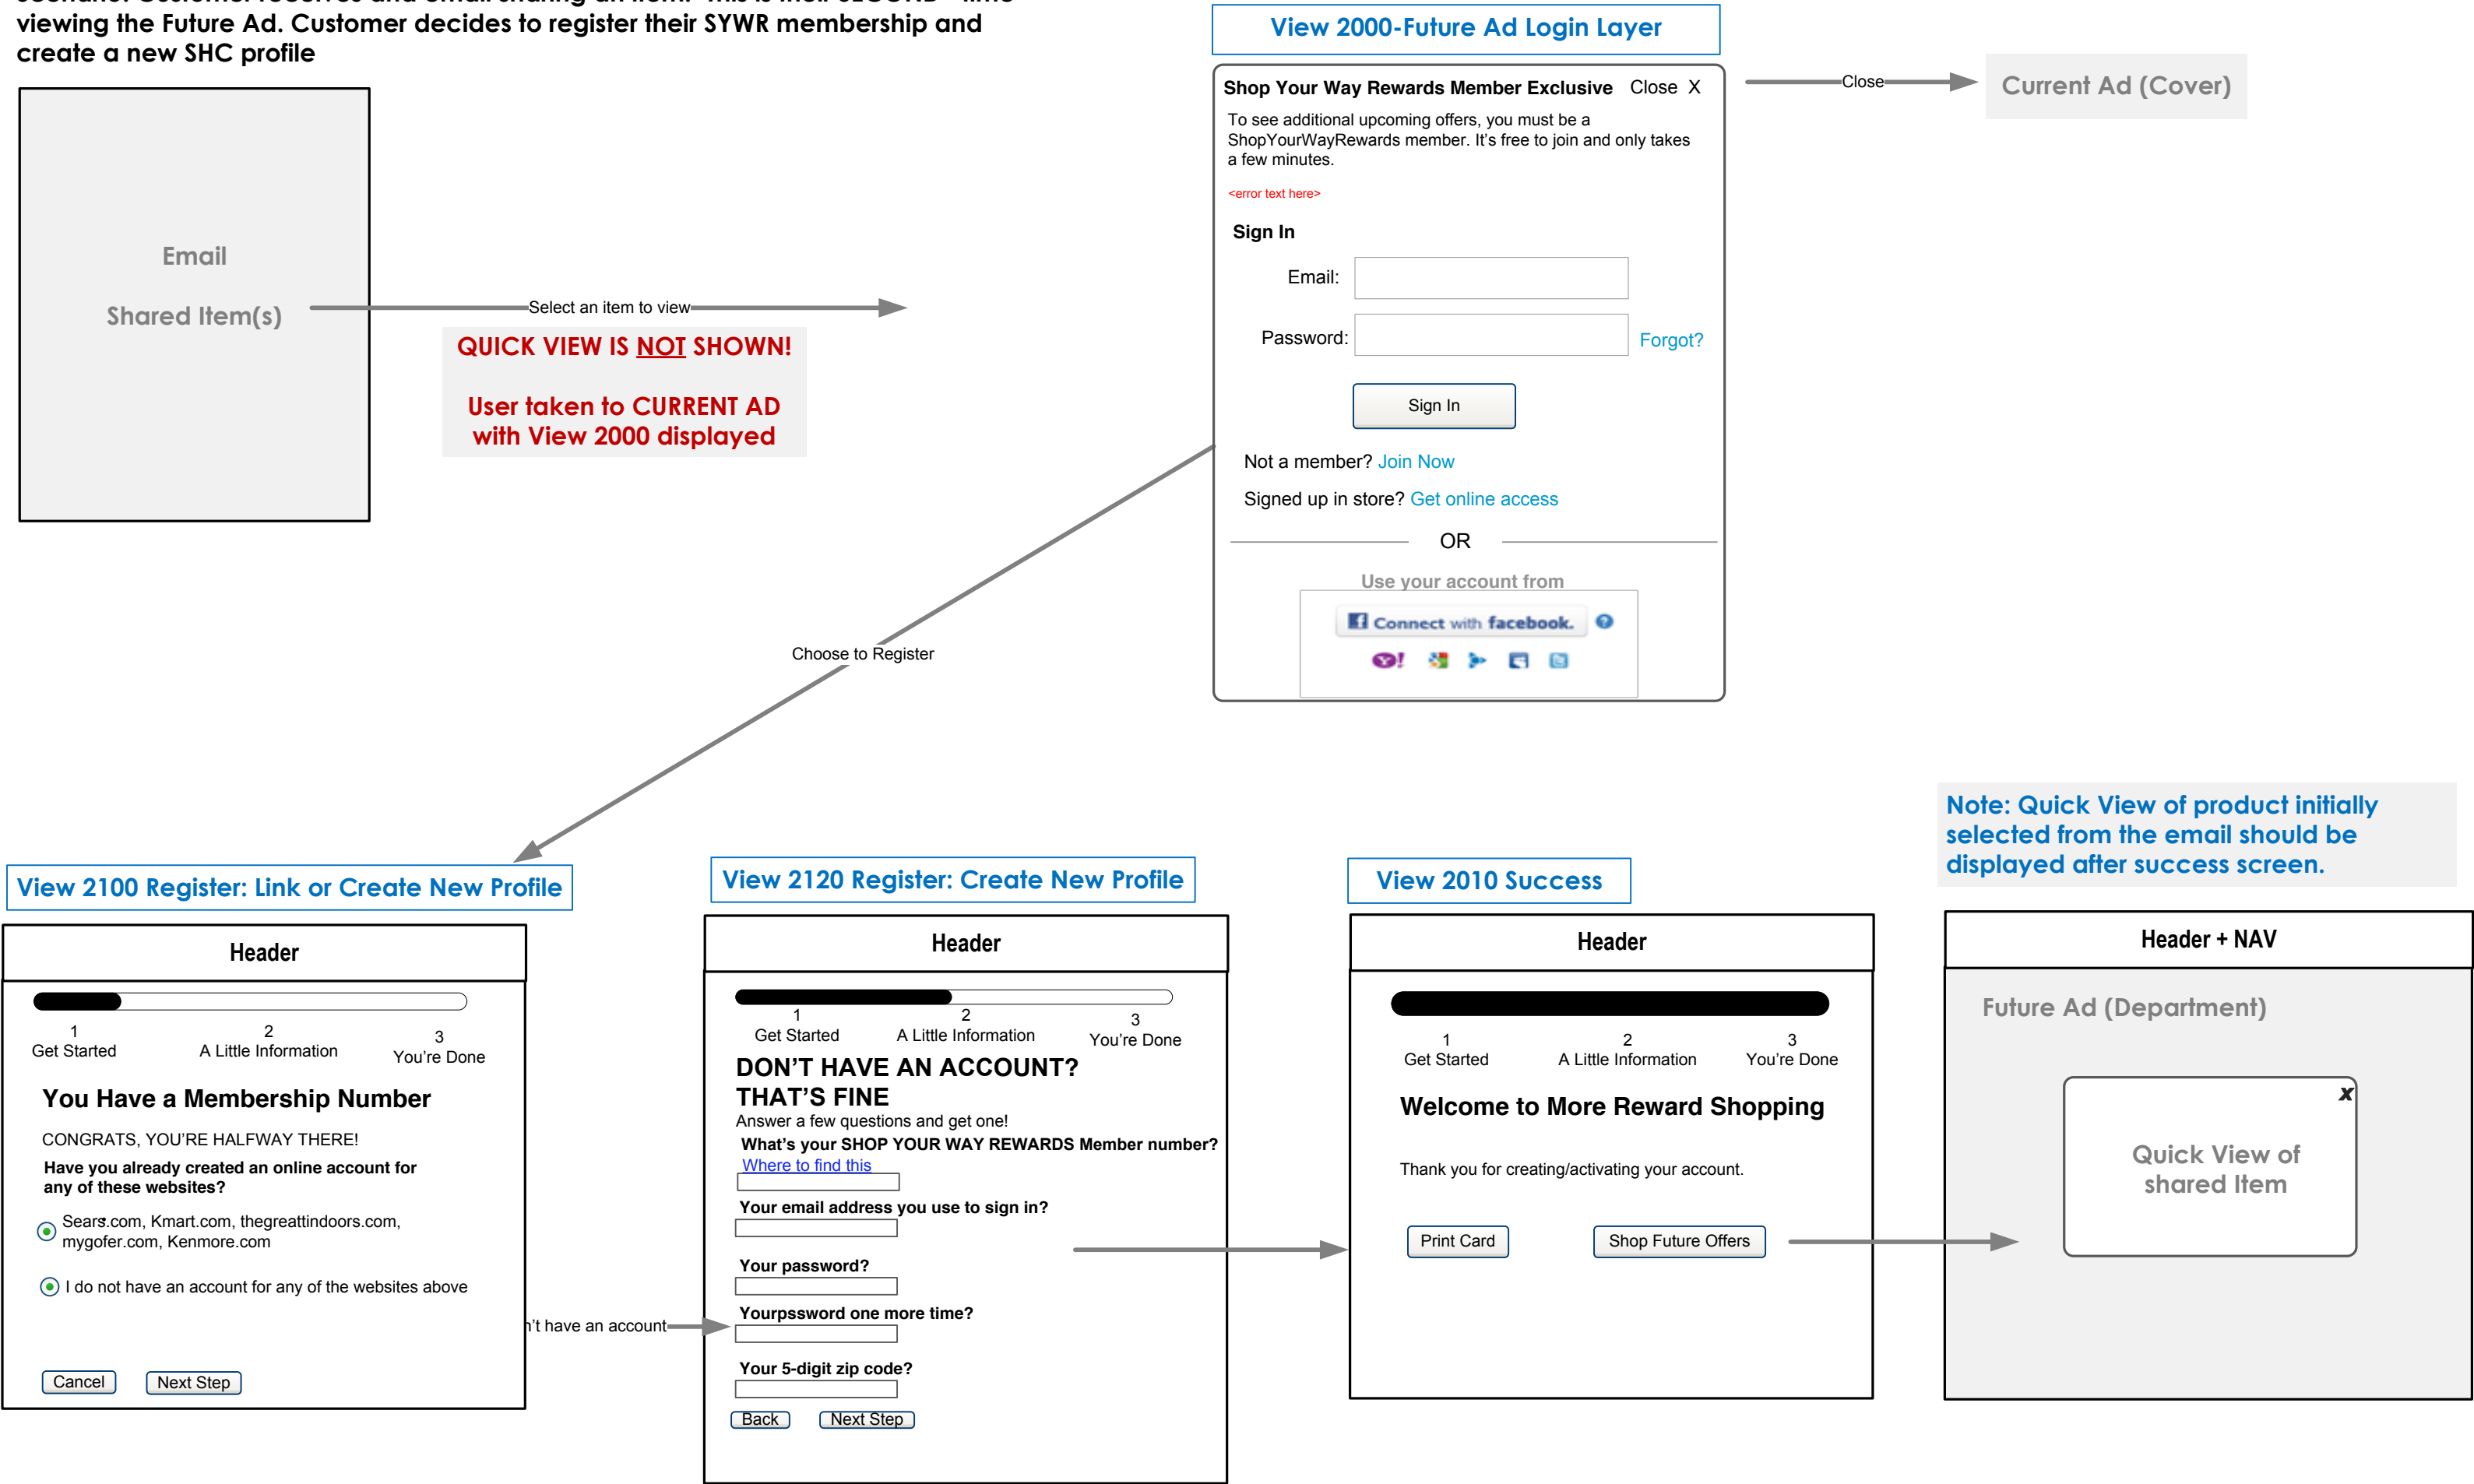 viewing the Future Ad. Customer decides to register their SYWR membership and
create a new SHC profile
View 2000-Future Ad Login Layer
Shop Your Way Rewards Member Exclusive Close X
To see additional upcoming offers, you must be a
ShopYourWayRewards member. It's free to join and only takes
a few minutes.
<error text here>
Sign In
Email:
Password:
Forgot?
Sign In
Not a member? Join Now
Signed up in store? Get online access
OR
Use your account from
Connect with facebook. ?
Y!
Close
Current Ad (Cover)
Email
Shared Item(s)
Select an item to view
QUICK VIEW IS NOT SHOWN!
User taken to CURRENT AD
with View 2000 displayed
Choose to Register
View 2100 Register: Link or Create New Profile
Header
1 2 3
Get Started A Little Information You're Done
You Have a Membership Number
CONGRATS, YOU'RE HALFWAY THERE!
Have you already created an online account for
any of these websites?
Sears.com, Kmart.com, thegreattindoors.com,
mygofer.com, Kenmore.com
I do not have an account for any of the websites above
Cancel Next Step
't have an account
View 2120 Register: Create New Profile
Header
1 2 3
Get Started A Little Information You're Done
DON'T HAVE AN ACCOUNT?
THAT'S FINE
Answer a few questions and get one!
What's your SHOP YOUR WAY REWARDS Member number?
Where to find this
Your email address you use to sign in?
Your password?
Yourpssword one more time?
Your 5-digit zip code?
Back Next Step
View 2010 Success
Header
1 2 3
Get Started A Little Information You're Done
Welcome to More Reward Shopping
Thank you for creating/activating your account.
Print Card Shop Future Offers
Note: Quick View of product initially
selected from the email should be
displayed after success screen.
Header + NAV
Future Ad (Department)
x
Quick View of
shared Item